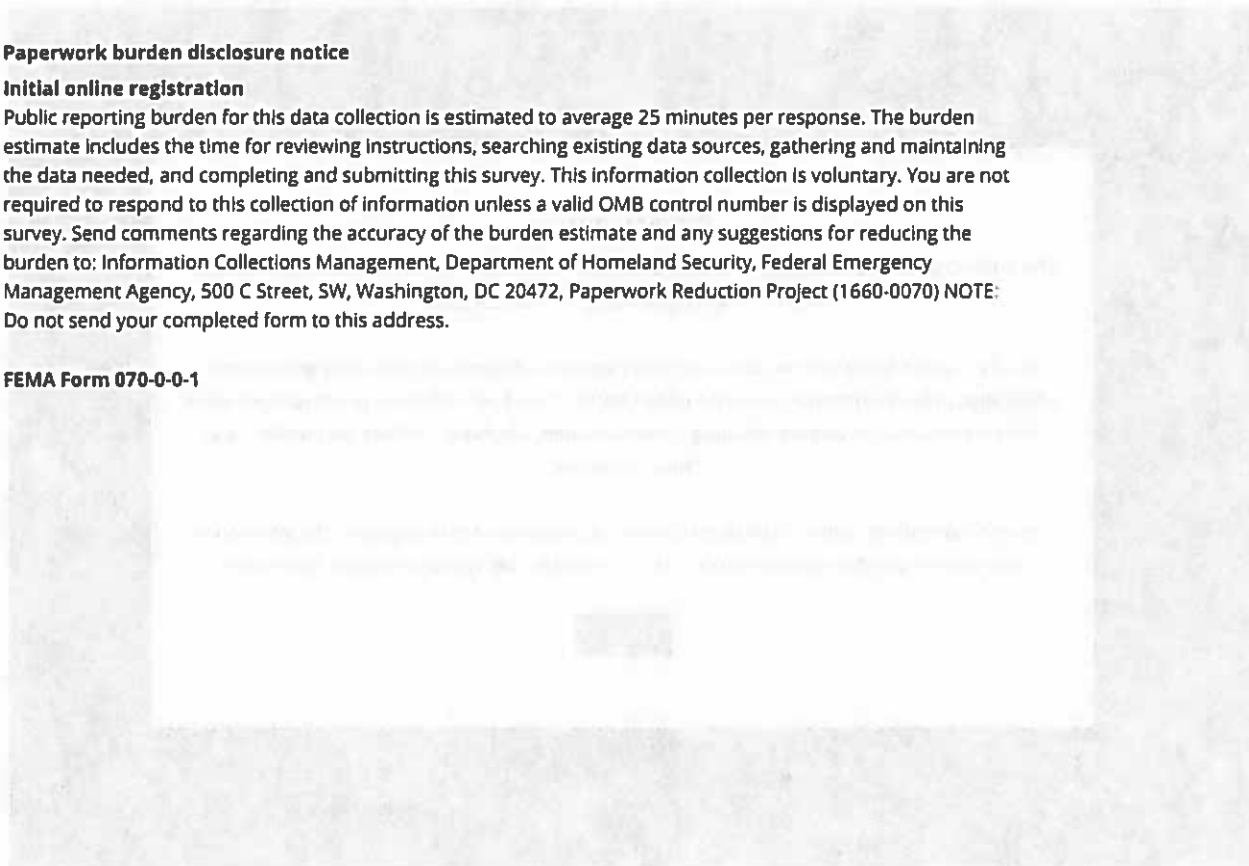 Paperwork burden disclosure notice
Initial online registration
Public reporting burden for this data collection is estimated to average 25 minutes per response. The burden
estimate includes the time for reviewing instructions, searching existing data sources, gathering and maintaining
the data needed, and completing and submitting this survey. This information collection is voluntary. You are not
required to respond to this collection of information unless a valid OMB control number is displayed on this
survey. Send comments regarding the accuracy of the burden estimate and any suggestions for reducing the
burden to: Information Collections Management, Department of Homeland Security, Federal Emergency
Management Agency, 500 C Street, SW, Washington, DC 20472, Paperwork Reduction Project (1660-0070) NOTE:
Do not send your completed form to this address.
FEMA Form 070-0-0-1